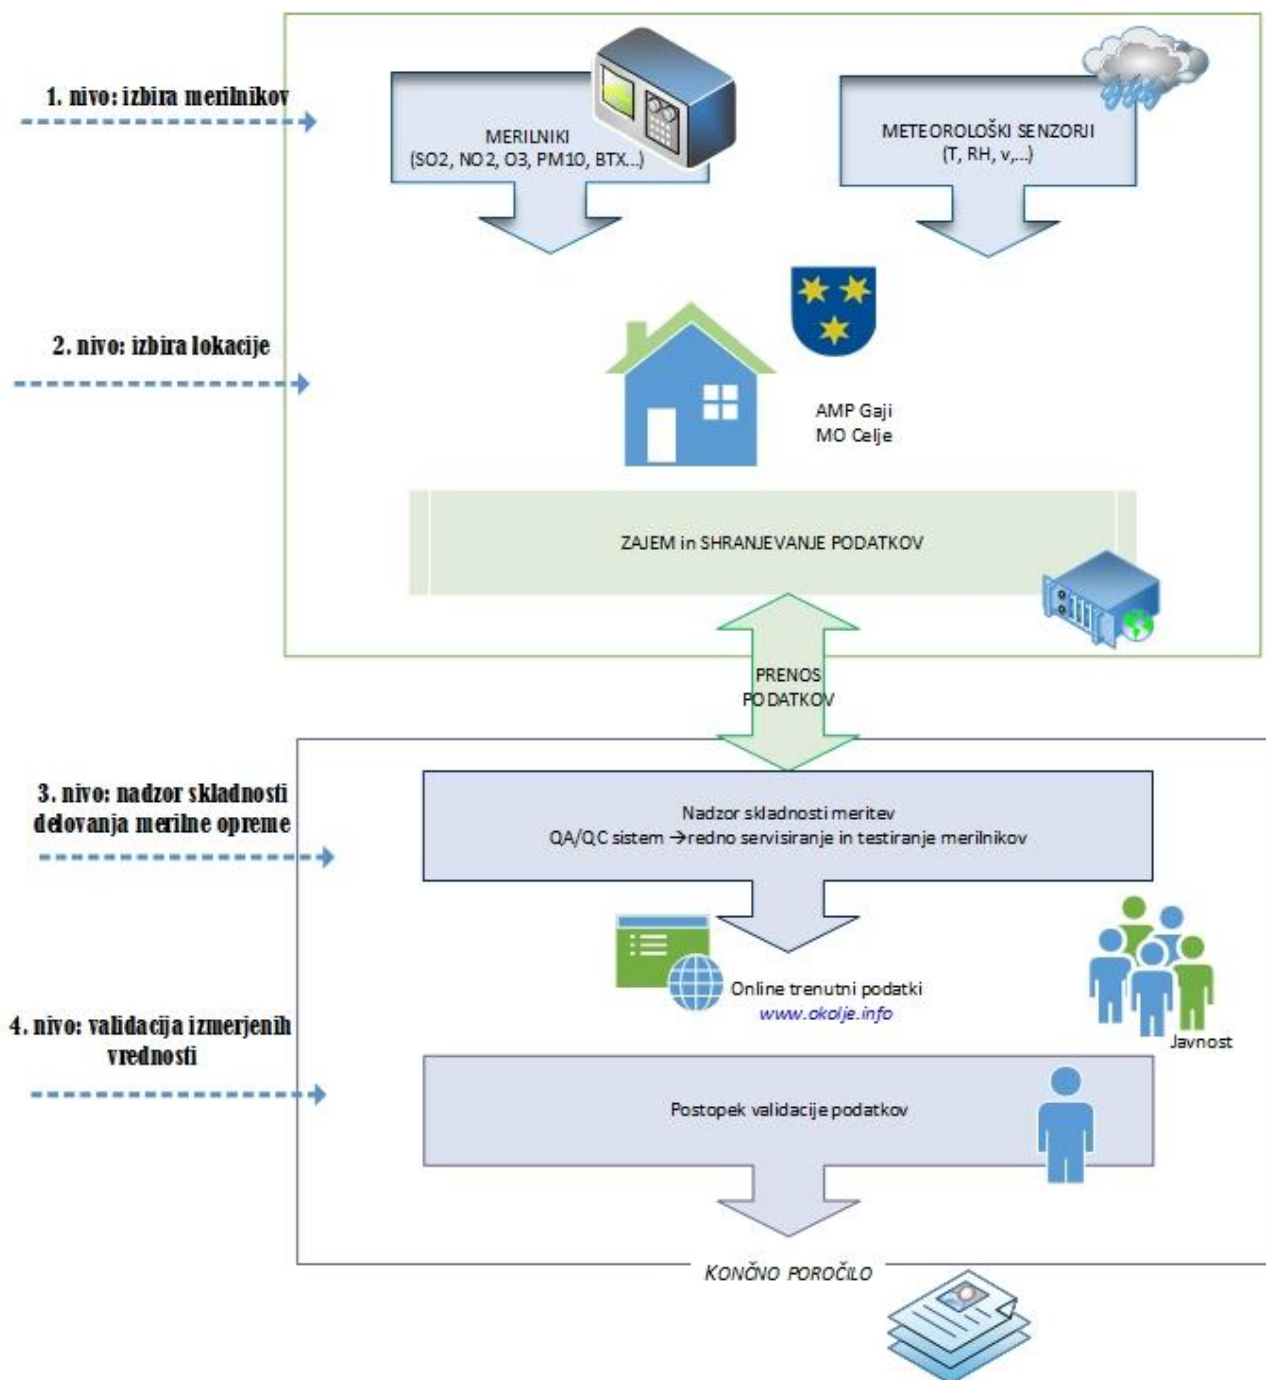 1. nivo: izbira merilnikov
MERILNIKI
(SO2, NO2, O3, PM10, BTX...)
METEOROLOŠKI SENZORJI
(T, RH, v,...)
2. nivo: izbira lokacije
AMP Gaji
MO Celje
ZAJEM in SHRANJEVANJE PODATKOV
PRENOS
PODATKOV
3. nivo: nadzor skladnosti
delovanja merilne opreme
Nadzor skladnosti meritev
QA/QC sistem →redno servisiranje in testiranje merilnikov
Online trenutni podatki
www.okolje.info
Javnost
4. nivo: validacija izmerjenih
vrednosti
Postopek validacije podatkov
KONČNO POROČILO